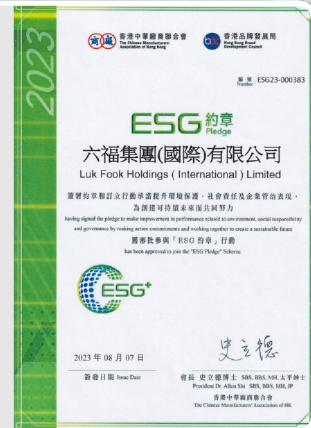 2023
香港中華廠商聯合會
The Chinese Manufacturers'
Association of Hong Kong
香港品牌發展局
Hong Kong Brand
Development Council
編號 Number ESG23-000383
ESG 約章 Pledge
六福集團(國際)有限公司
Luk Fook Holdings ( International ) Limited
簽署約章和訂立行動承諾提升環境保護、社會責任及企業管治表現，
為創建可持續未來而共同努力
having signed the pledge to make improvement in performance related to environment, social responsibility
and governance by making action commitments and working together to create a sustainable future
獲審批參與「ESG 約章」行動
has been approved to join the "ESG Pledge" Scheme
ESG+
史立德
2023 年 08 月 07 日
簽發日期 Issue Date
會長 史立德博士 SBS, BBS, MH, 太平紳士
President Dr. Allen Shi SBS, BBS, MH, JP
香港中華廠商聯合會
The Chinese Manufacturers' Association of HK